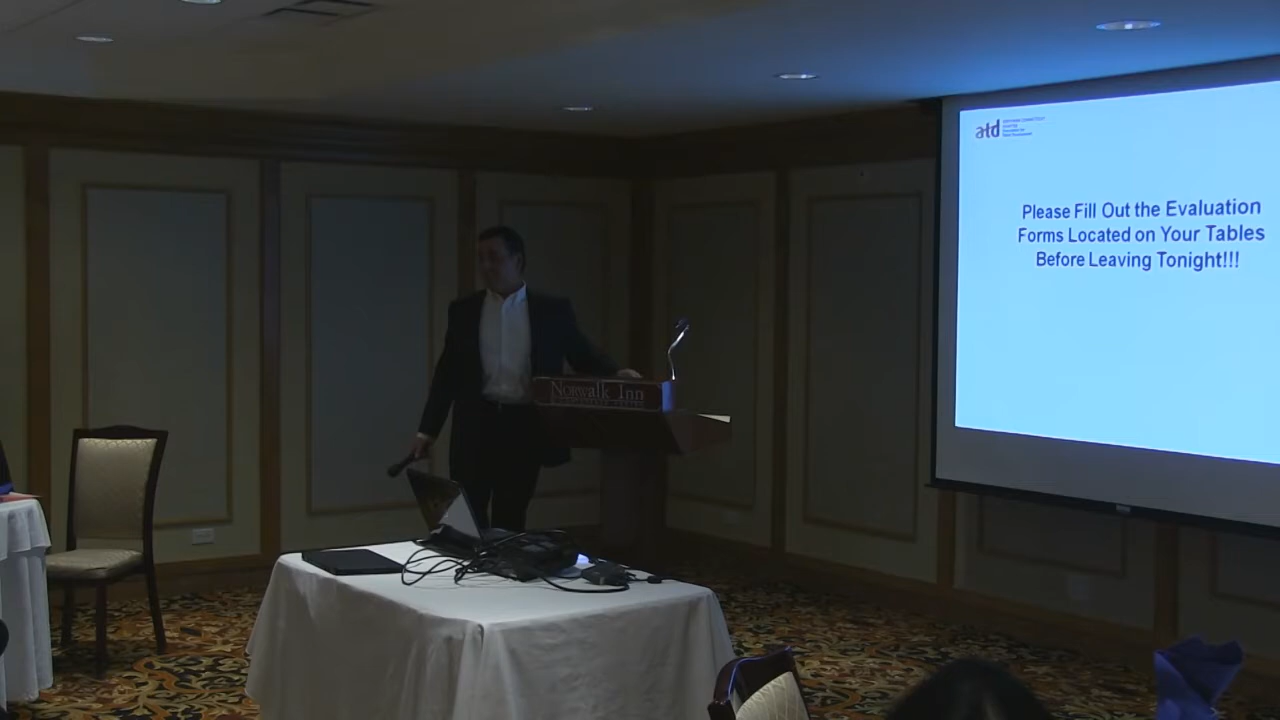 atd
Please Fill Out the Evaluation
Forms Located on Your Tables
Before Leaving Tonight!!!
Norwalk Inn